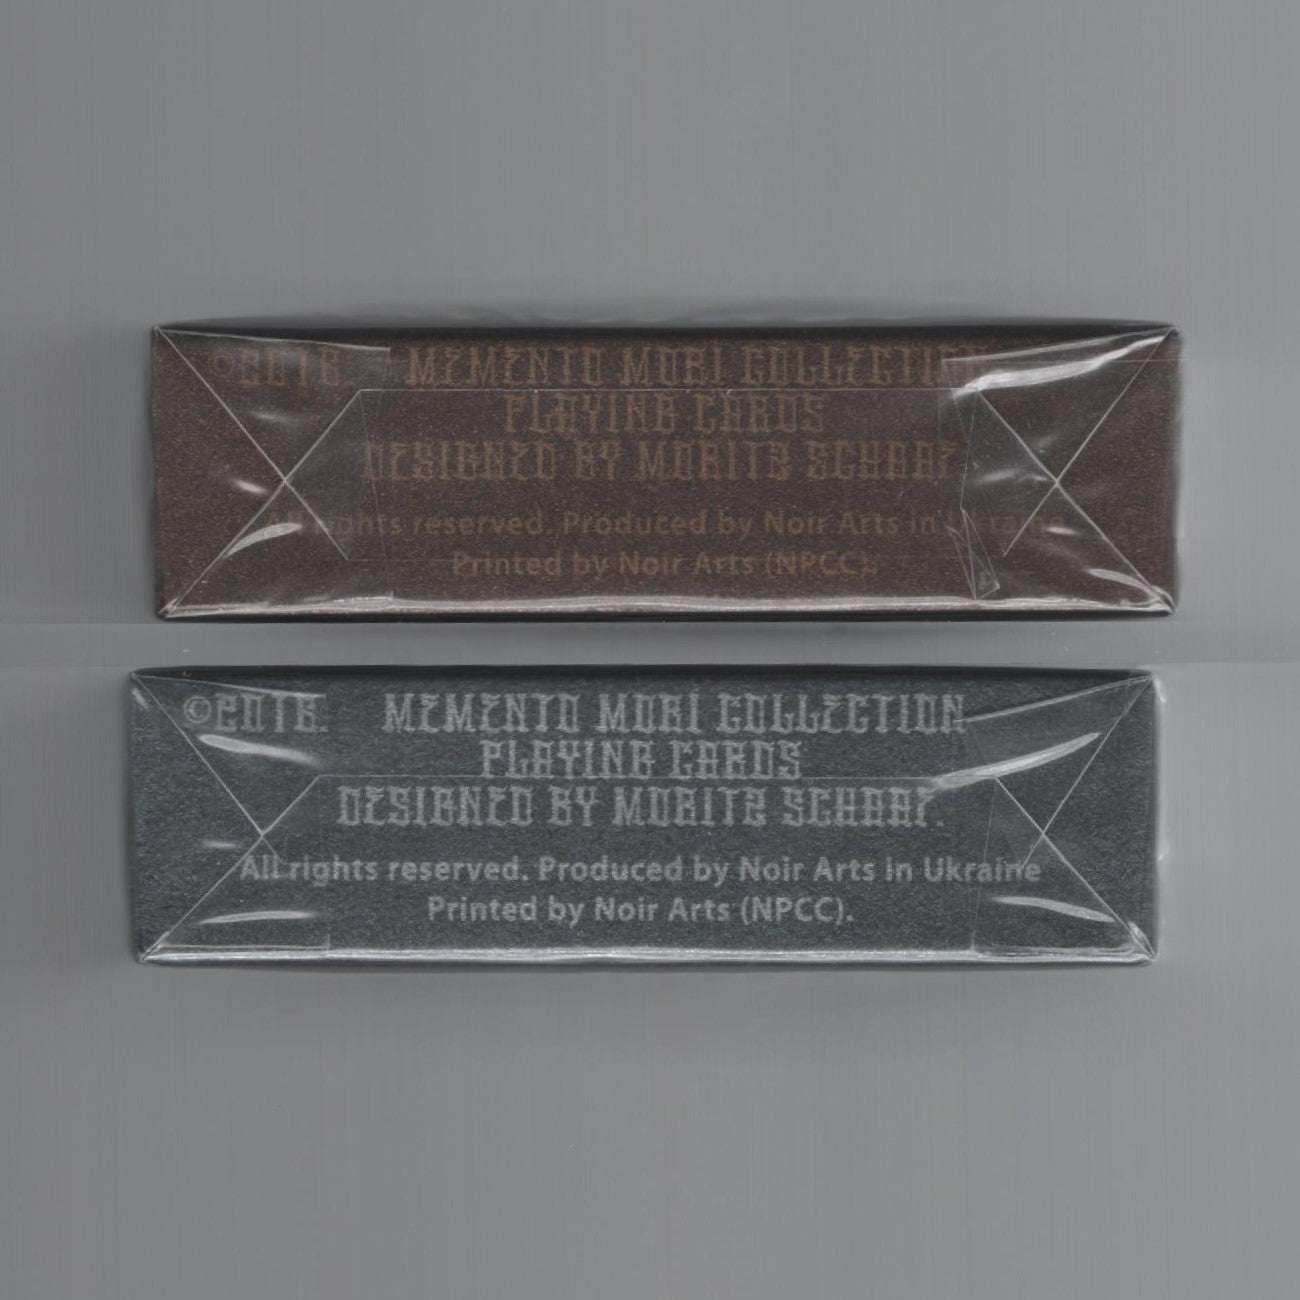 ©2016. MEMENTO MORI COLLECTION
PLAYING CARDS
DESIGNED BY MORITZ SCHARF.
All rights reserved. Produced by Noir Arts in Ukraine
Printed by Noir Arts (NPCC).
©2016. MEMENTO MORI COLLECTION
PLAYING CARDS
DESIGNED BY MORITZ SCHARF.
All rights reserved. Produced by Noir Arts in Ukraine
Printed by Noir Arts (NPCC).